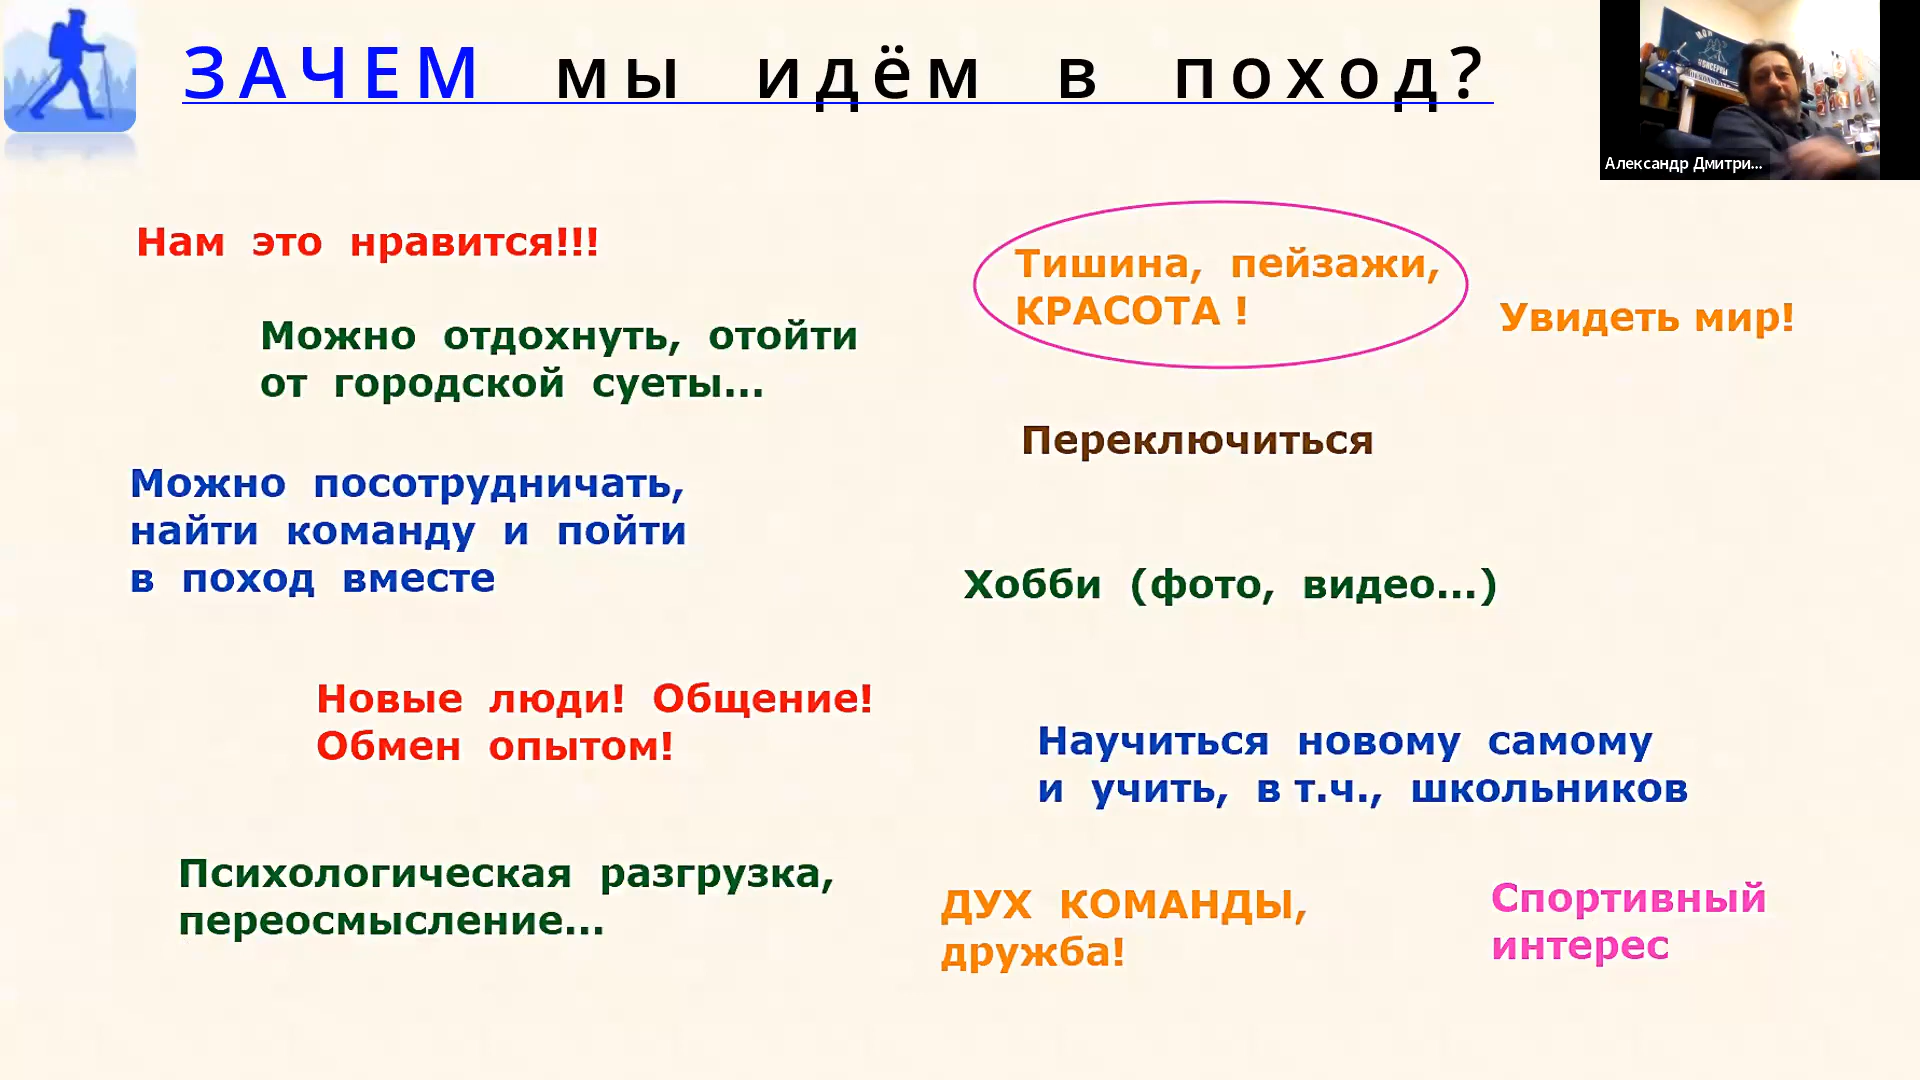 ЗАЧЕМ мы идём в поход?
Александр Дмитри...
Нам это нравится!!!
Можно отдохнуть, отойти
от городской суеты...
Можно посотрудничать,
найти команду и пойти
в поход вместе
Новые люди! Общение!
Обмен опытом!
Психологическая разгрузка,
переосмысление...
Тишина, пейзажи,
КРАСОТА !
Увидеть мир!
Переключиться
Хобби (фото, видео...)
Научиться новому самому
и учить, в т.ч., школьников
ДУХ КОМАНДЫ,
дружба!
Спортивный
интерес